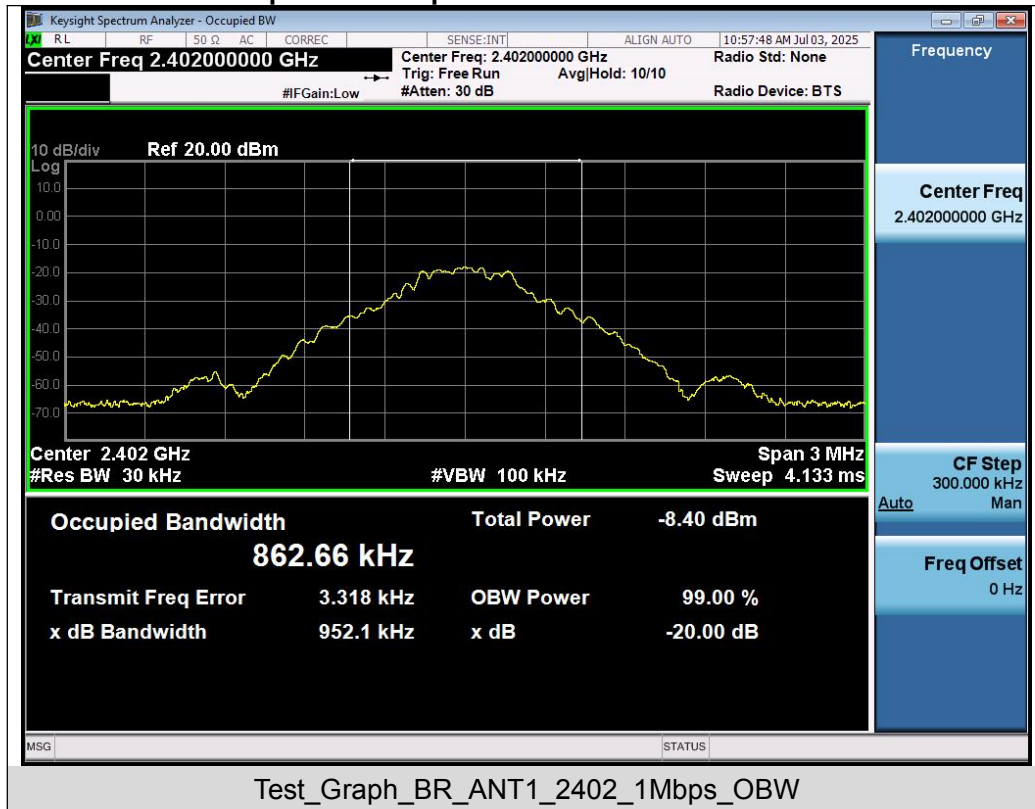 Keysight Spectrum Analyzer - Occupied BW
LXI RL RF 50 Ω AC CORREC SENSE:INT ALIGN AUTO 10:57:48 AM Jul 03, 2025
Center Freq 2.402000000 GHz
Center Freq: 2.402000000 GHz
Radio Std: None
Trig: Free Run Avg|Hold: 10/10
#IFGain:Low
#Atten: 30 dB
Radio Device: BTS
10 dB/div Ref 20.00 dBm
Log
10.0
0.00
-10.0
-20.0
-30.0
-40.0
-50.0
-60.0
-70.0
Center 2.402 GHz Span 3 MHz
#Res BW 30 kHz #VBW 100 kHz Sweep 4.133 ms
Occupied Bandwidth Total Power -8.40 dBm
862.66 kHz
Transmit Freq Error 3.318 kHz OBW Power 99.00 %
x dB Bandwidth 952.1 kHz x dB -20.00 dB
Frequency
Center Freq
2.402000000 GHz
CF Step
300.000 kHz
Auto Man
Freq Offset
0 Hz
MSG STATUS
Test_Graph_BR_ANT1_2402_1Mbps_OBW